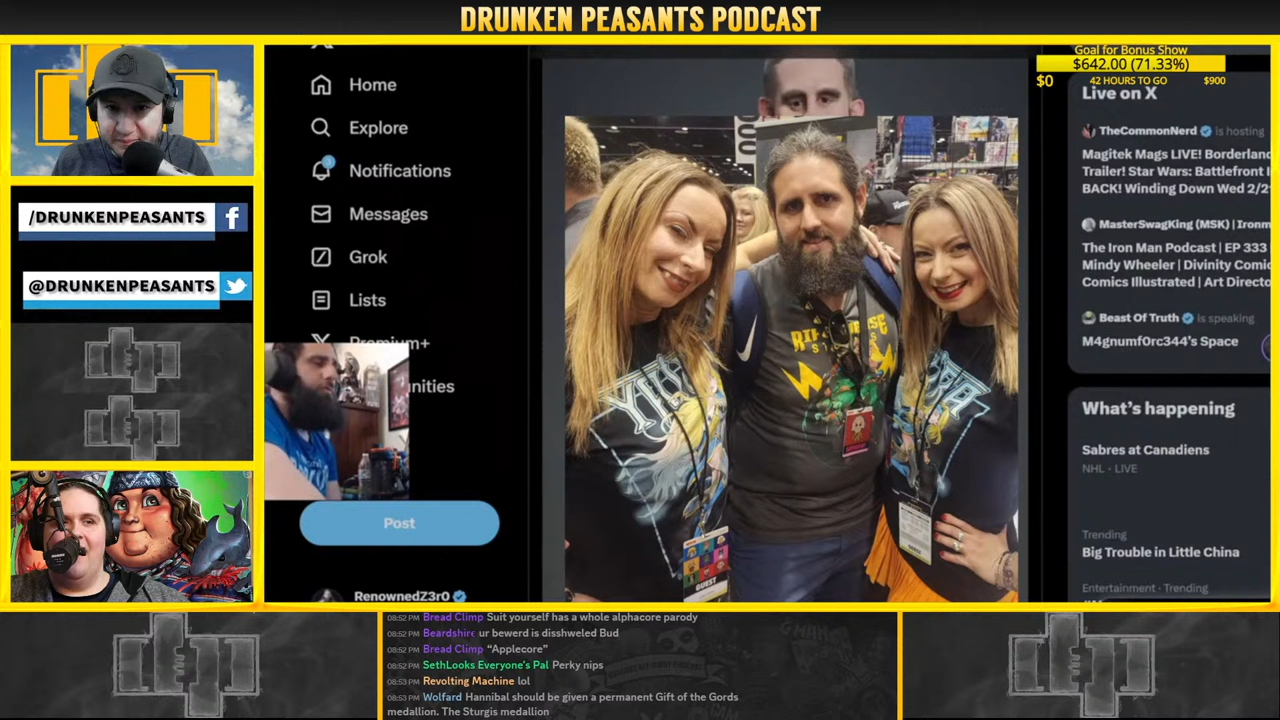 DRUNKEN PEASANTS PODCAST
/DRUNKENPEASANTS
@DRUNKENPEASANTS
Home
Explore
Notifications
Messages
Grok
Lists
Premium+
unities
Post
RenownedZ3r0
GUEST
Goal for Bonus Show
$642.00 (71.33%)
$0
42 HOURS TO GO
$900
Live on X
TheCommonNerd is hosting
Magitek Mags LIVE! Borderland
Trailer! Star Wars: Battlefront I
BACK! Winding Down Wed 2/2
MasterSwagKing (MSK) | Ironm
The Iron Man Podcast | EP 333
Mindy Wheeler | Divinity Comic
Comics Illustrated | Art Directo
Beast Of Truth is speaking
M4gnumf0rc344's Space
What's happening
Sabres at Canadiens
NHL · LIVE
Trending
Big Trouble in Little China
Entertainment · Trending
08:52 PM Bread Climp Suit yourself has a whole alphacore parody
08:52 PM Beardshire ur bewerd is disshweled Bud
08:52 PM Bread Climp “Applecore”
08:52 PM SethLooks Everyone's Pal Perky nips
08:53 PM Revolting Machine lol
08:53 PM Wolfard Hannibal should be given a permanent Gift of the Gords
medallion. The Sturgis medallion